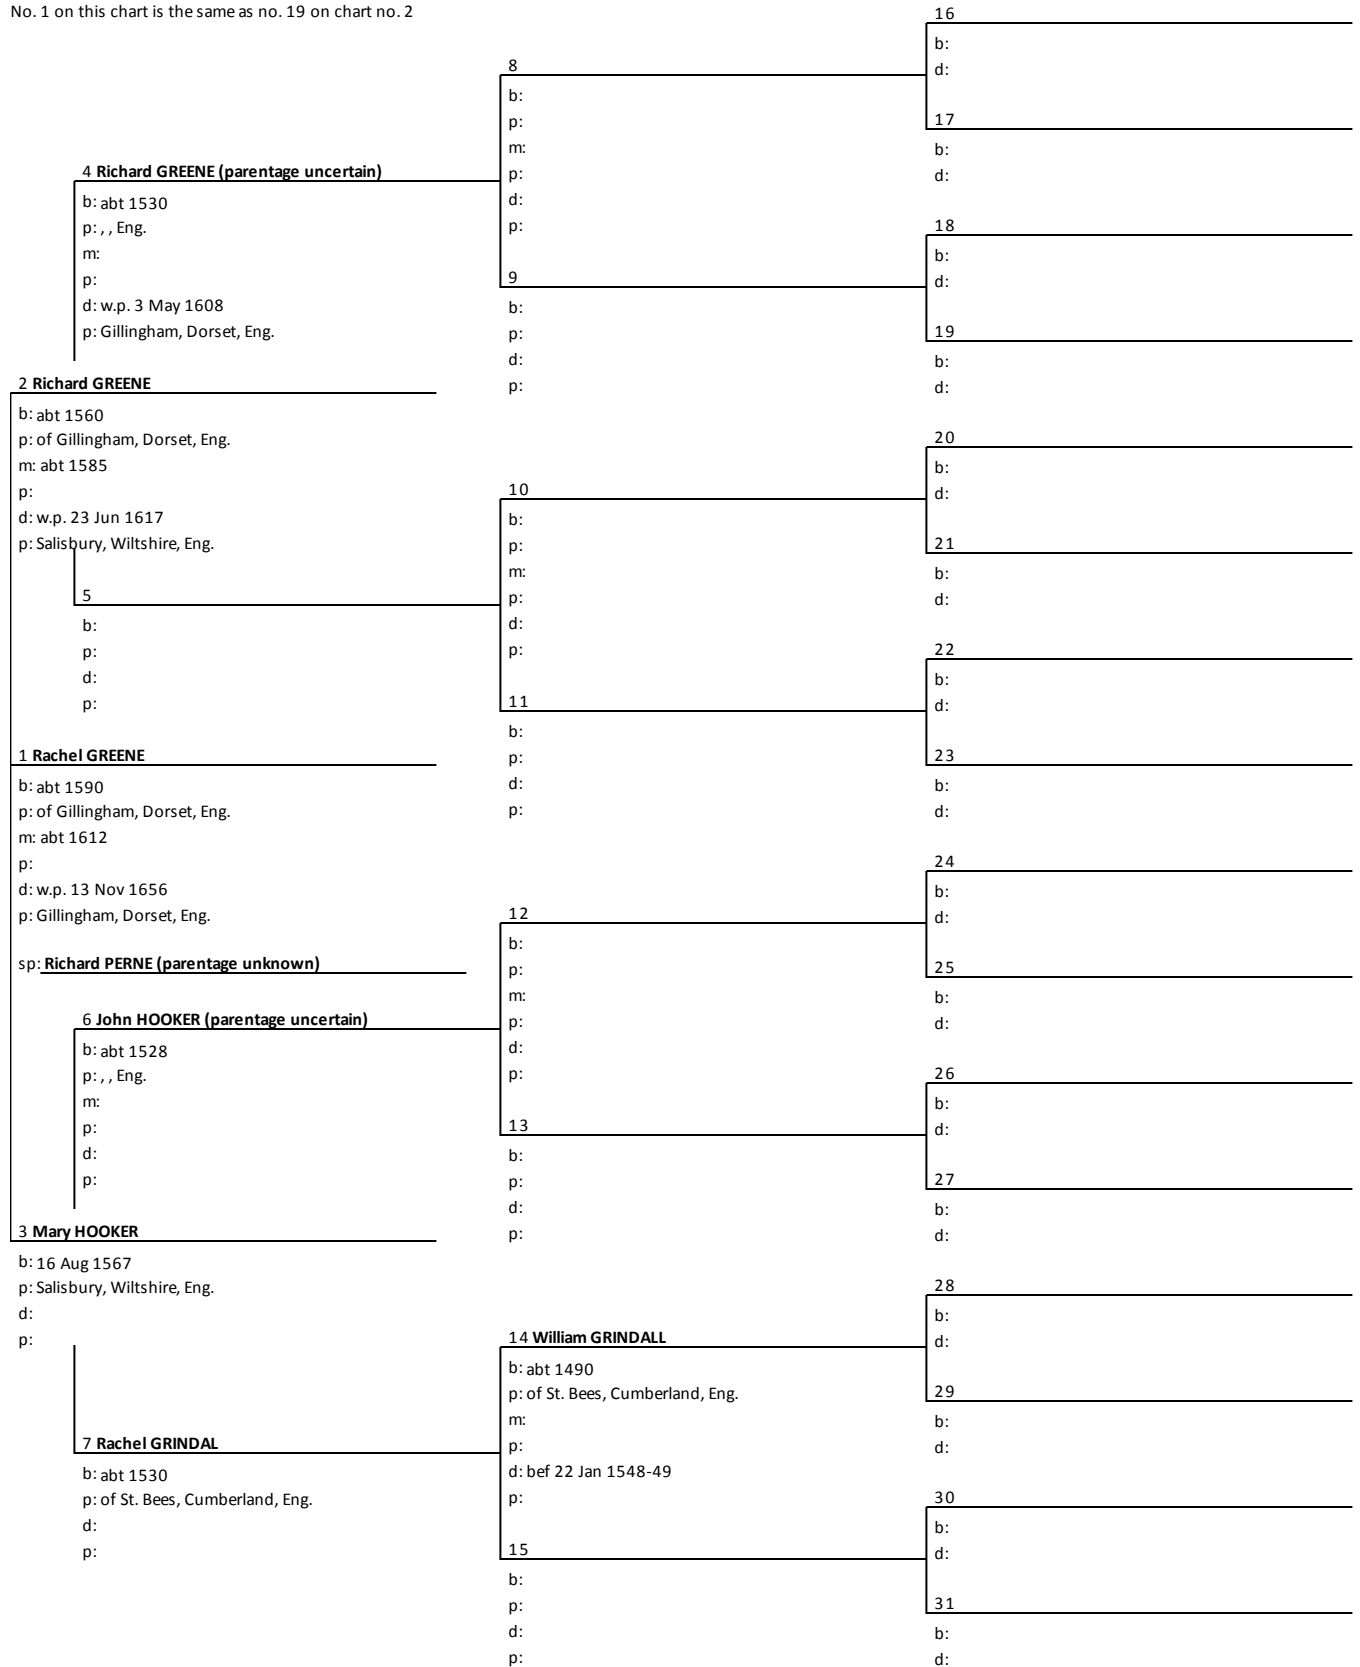 No. 1 on this chart is the same as no. 19 on chart no. 2
4 Richard GREENE (parentage uncertain)
b: abt 1530
p: , , Eng.
m:
p:
d: w.p. 3 May 1608
p: Gillingham, Dorset, Eng.
2 Richard GREENE
b: abt 1560
p: of Gillingham, Dorset, Eng.
m: abt 1585
p:
d: w.p. 23 Jun 1617
p: Salisbury, Wiltshire, Eng.
5
b:
p:
d:
p:
1 Rachel GREENE
b: abt 1590
p: of Gillingham, Dorset, Eng.
m: abt 1612
p:
d: w.p. 13 Nov 1656
p: Gillingham, Dorset, Eng.
sp: Richard PERNE (parentage unknown)
6 John HOOKER (parentage uncertain)
b: abt 1528
p: , , Eng.
m:
p:
d:
p:
3 Mary HOOKER
b: 16 Aug 1567
p: Salisbury, Wiltshire, Eng.
d:
p:
7 Rachel GRINDAL
b: abt 1530
p: of St. Bees, Cumberland, Eng.
d:
p:
8
b:
p:
m:
p:
d:
p:
9
b:
p:
d:
p:
10
b:
p:
m:
p:
d:
p:
11
b:
p:
d:
p:
12
b:
p:
m:
p:
d:
p:
13
b:
p:
d:
p:
14 William GRINDALL
b: abt 1490
p: of St. Bees, Cumberland, Eng.
m:
p:
d: bef 22 Jan 1548-49
p:
15
b:
p:
d:
p:
16
b:
d:
17
b:
d:
18
b:
d:
19
b:
d:
20
b:
d:
21
b:
d:
22
b:
d:
23
b:
d:
24
b:
d:
25
b:
d:
26
b:
d:
27
b:
d:
28
b:
d:
29
b:
d:
30
b:
d:
31
b:
d: